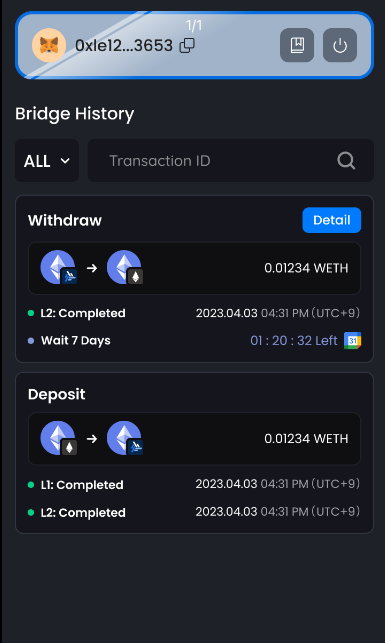 1/1
0xle12...3653
Bridge History
ALL Transaction ID
Withdraw Detail
0.01234 WETH
L2: Completed 2023.04.03 04:31 PM (UTC+9)
Wait 7 Days 01 : 20 : 32 Left 31
Deposit
0.01234 WETH
L1: Completed 2023.04.03 04:31 PM (UTC+9)
L2: Completed 2023.04.03 04:31 PM (UTC+9)